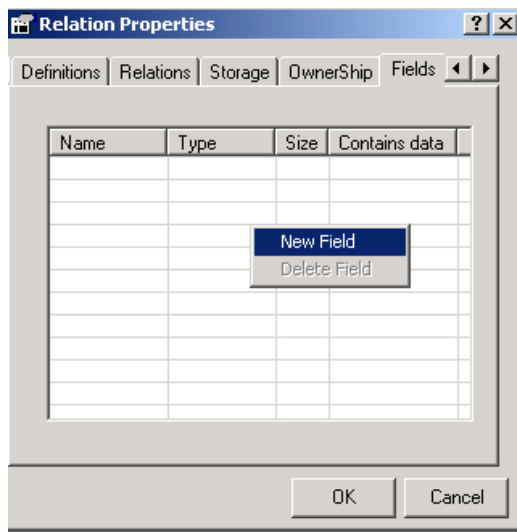 Relation Properties
Definitions Relations Storage OwnerShip Fields
Name Type Size Contains data
New Field
Delete Field
OK Cancel